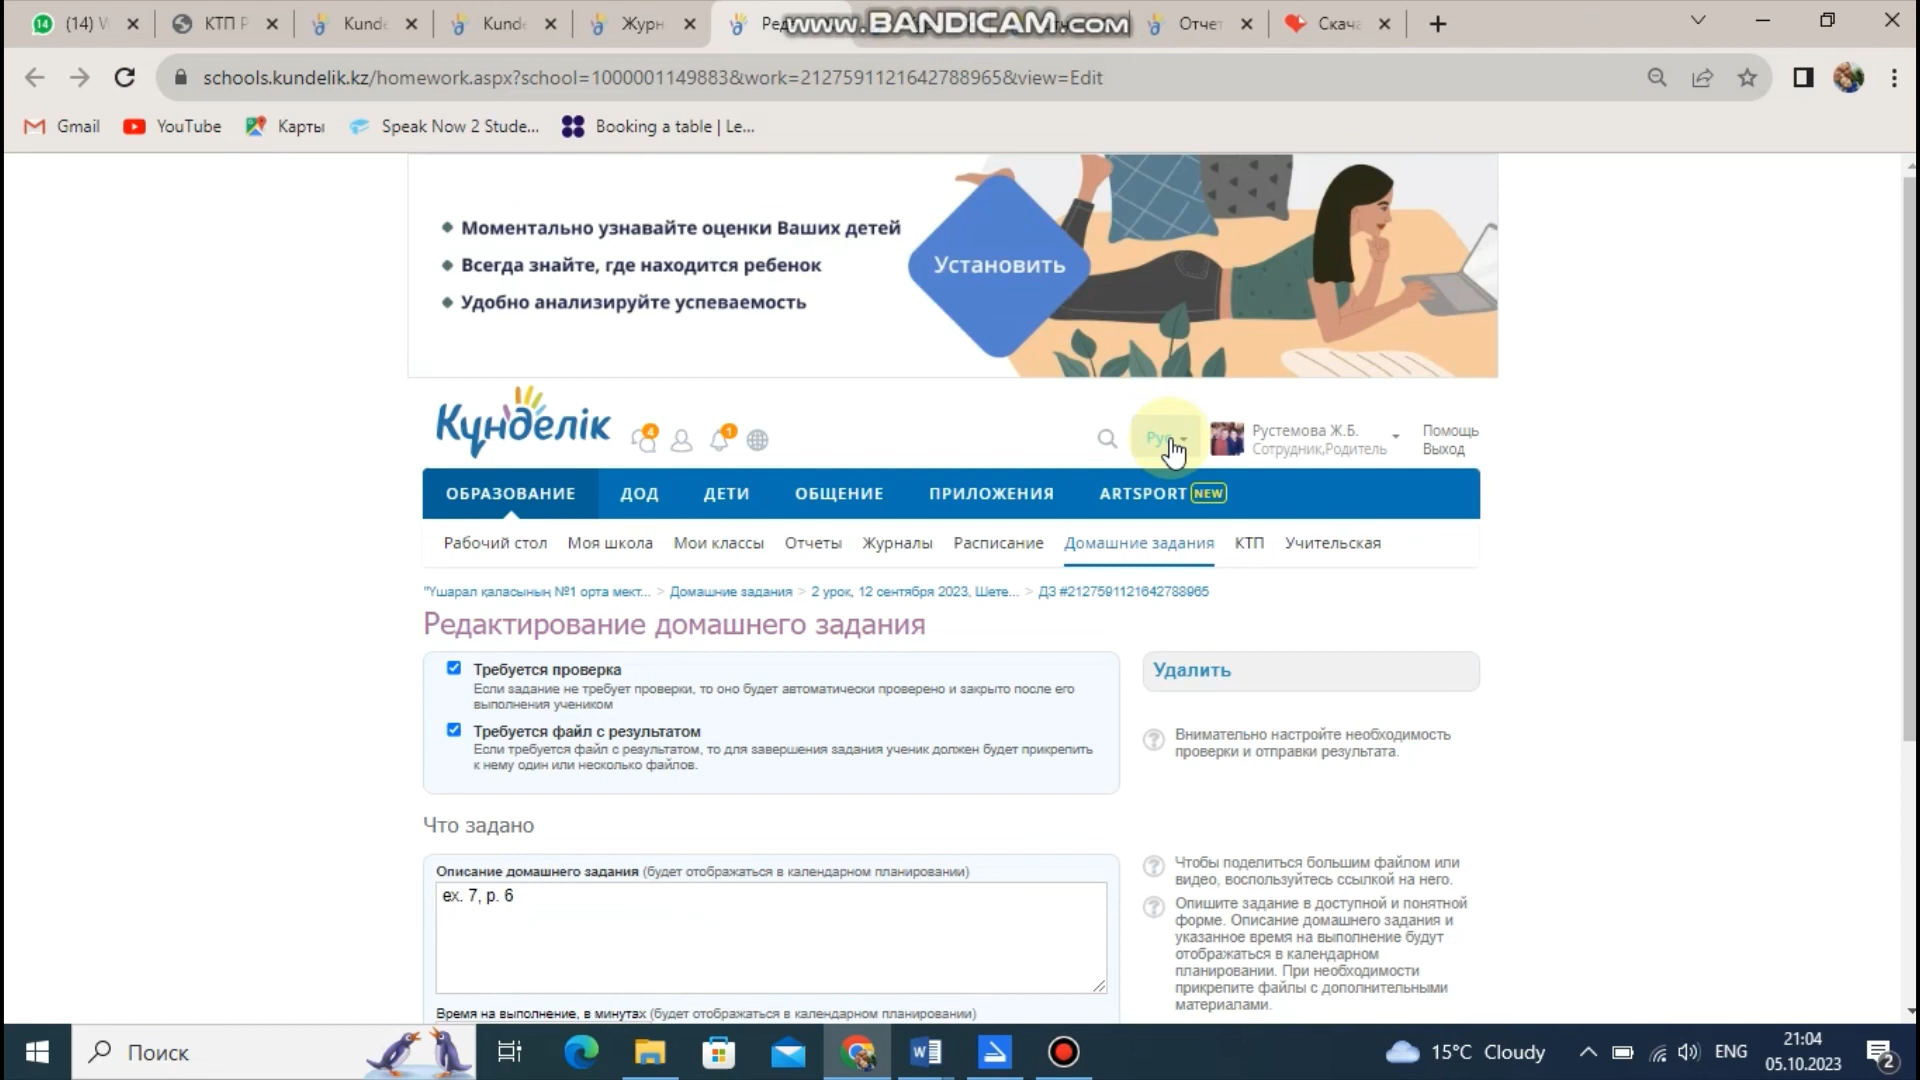 (14) W
КТП Р
Kunde
Kunde
Журн
Ред
www.BANDICAM.com
Отчет
Скача
schools.kundelik.kz/homework.aspx?school=1000001149883&work=2127591121642788965&view=Edit
Gmail
YouTube
Карты
Speak Now 2 Stude...
Booking a table | Le...
Моментально узнавайте оценки Ваших детей
Всегда знайте, где находится ребенок
Удобно анализируйте успеваемость
Установить
Күнделік
4
1
Рус
Рустемова Ж.Б.
Сотрудник,Родитель
Помощь
Выход
ОБРАЗОВАНИЕ
ДОД
ДЕТИ
ОБЩЕНИЕ
ПРИЛОЖЕНИЯ
ARTSPORT NEW
Рабочий стол
Моя школа
Мои классы
Отчеты
Журналы
Расписание
Домашние задания
КТП
Учительская
"Үшарал қаласының №1 орта мект... > Домашние задания > 2 урок, 12 сентября 2023, Шете... > ДЗ #2127591121642788965
Редактирование домашнего задания
Требуется проверка
Если задание не требует проверки, то оно будет автоматически проверено и закрыто после его
выполнения учеником
Требуется файл с результатом
Если требуется файл с результатом, то для завершения задания ученик должен будет прикрепить
к нему один или несколько файлов.
Удалить
Внимательно настройте необходимость
проверки и отправки результата.
Что задано
Описание домашнего задания (будет отображаться в календарном планировании)
ex. 7, p. 6
Время на выполнение, в минутах (будет отображаться в календарном планировании)
Чтобы поделиться большим файлом или
видео, воспользуйтесь ссылкой на него.
Опишите задание в доступной и понятной
форме. Описание домашнего задания и
указанное время на выполнение будут
отображаться в календарном
планировании. При необходимости
прикрепите файлы с дополнительными
материалами.
Поиск
15°C Cloudy
ENG
21:04
05.10.2023
2